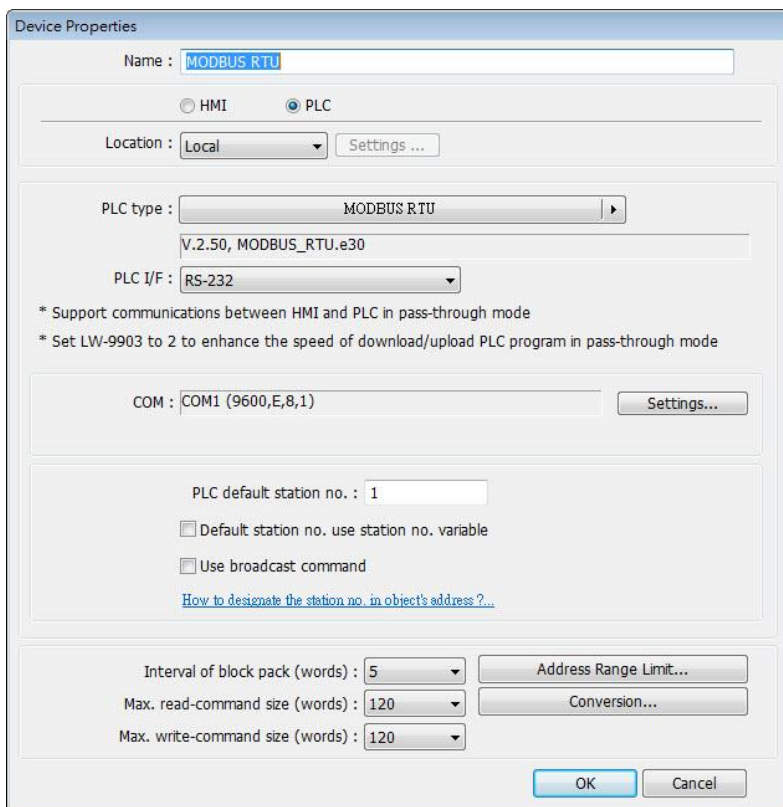 Device Properties
Name : MODBUS RTU
HMI PLC
Location : Local Settings ...
PLC type : MODBUS RTU
V.2.50, MODBUS_RTU.e30
PLC I/F : RS-232
* Support communications between HMI and PLC in pass-through mode
* Set LW-9903 to 2 to enhance the speed of download/upload PLC program in pass-through mode
COM : COM1 (9600,E,8,1) Settings...
PLC default station no. : 1
Default station no. use station no. variable
Use broadcast command
How to designate the station no. in object's address ?...
Interval of block pack (words) : 5 Address Range Limit...
Max. read-command size (words) : 120 Conversion...
Max. write-command size (words) : 120
OK Cancel